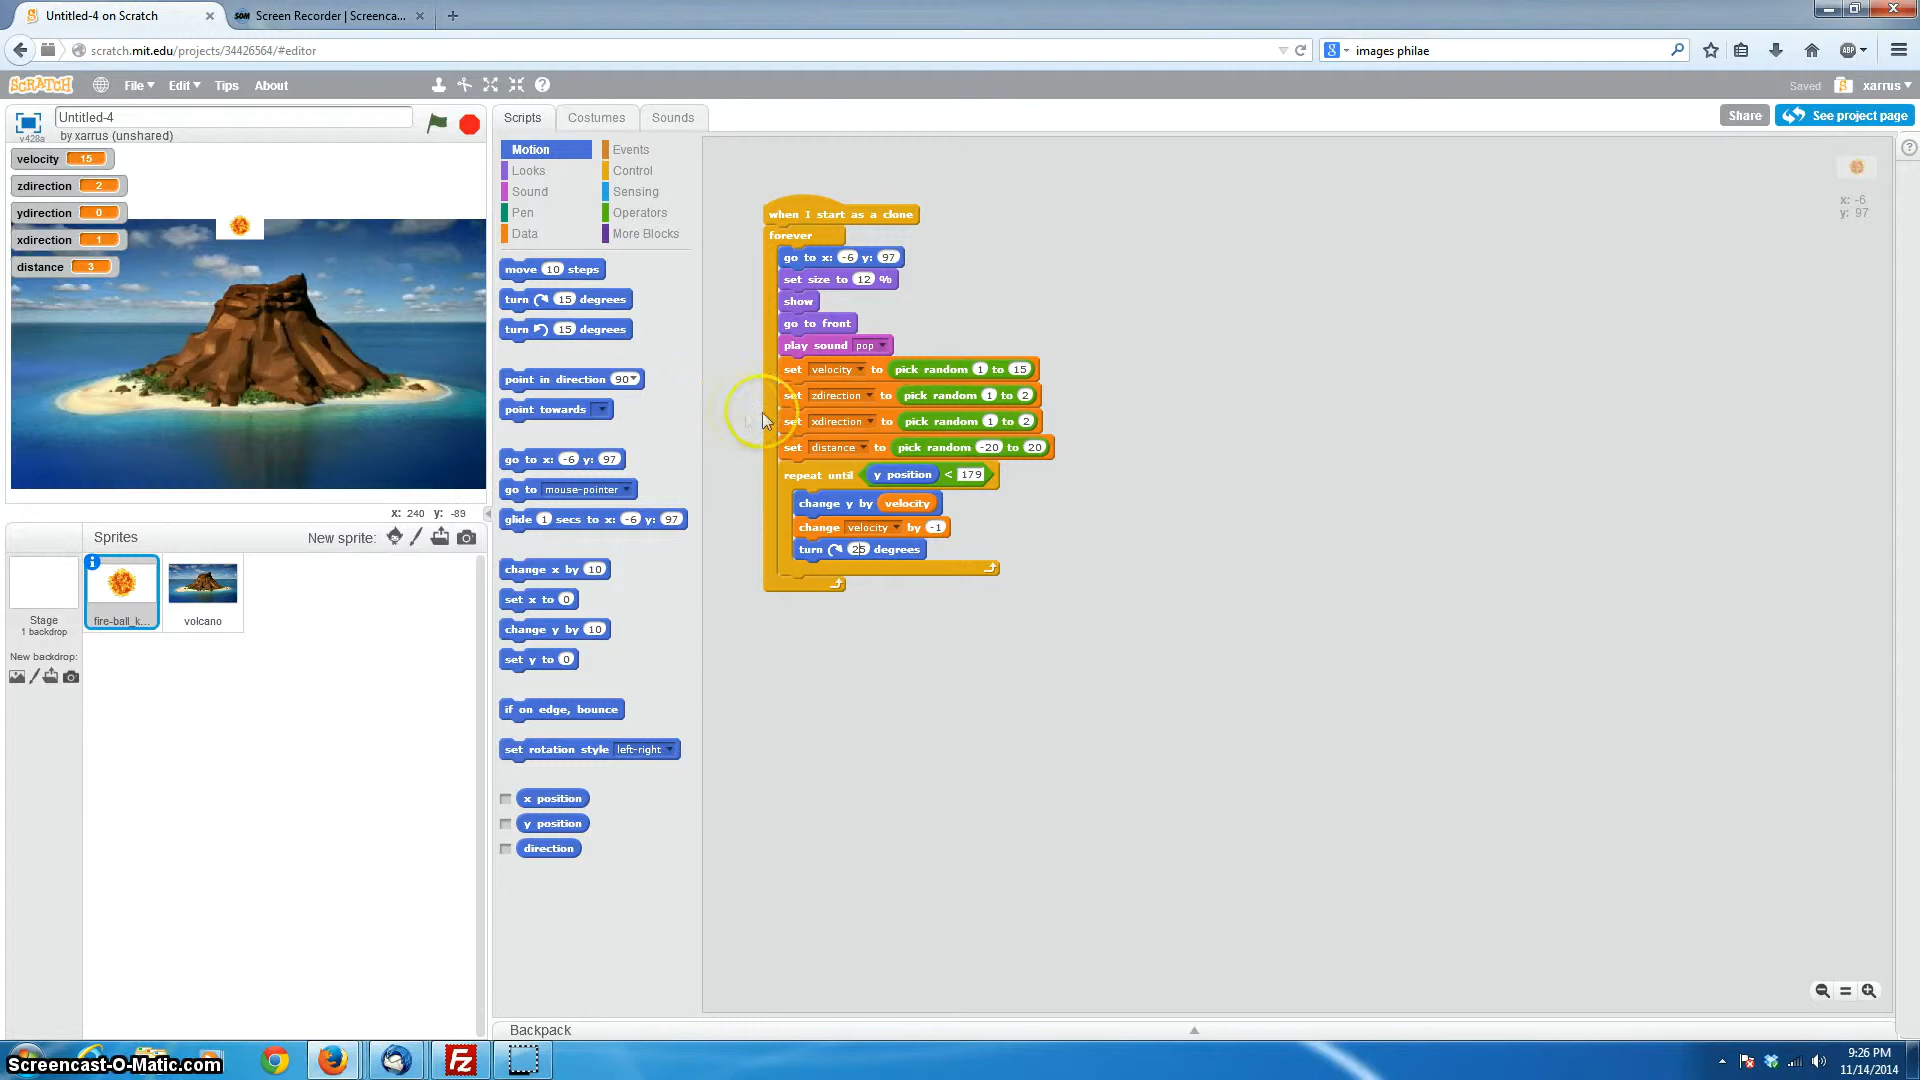 Untitled-4 on Scratch
SOM Screen Recorder | Screenca...
scratch.mit.edu/projects/34426564/#editor
8 images philae
ABP
SCRATCH File Edit Tips About
Saved xarrus
Untitled-4
v428a by xarrus (unshared)
Scripts Costumes Sounds
Share See project page
velocity 15
zdirection 2
ydirection 0
xdirection 1
distance 3
Motion Events
Looks Control
Sound Sensing
Pen Operators
Data More Blocks
move 10 steps
turn 15 degrees
turn 15 degrees
point in direction 90
point towards
go to x: -6 y: 97
go to mouse-pointer
glide 1 secs to x: -6 y: 97
change x by 10
set x to 0
change y by 10
set y to 0
if on edge, bounce
set rotation style left-right
x position
y position
direction
when I start as a clone
forever
go to x: -6 y: 97
set size to 12 %
show
go to front
play sound pop
set velocity to pick random 1 to 15
set zdirection to pick random 1 to 2
set xdirection to pick random 1 to 2
set distance to pick random -20 to 20
repeat until y position < 179
change y by velocity
change velocity by -1
turn 25 degrees
x: -6
y: 97
x: 240 y: -89
Sprites New sprite:
Stage
1 backdrop
New backdrop:
fire-ball_k...
volcano
Backpack
Screencast-O-Matic.com
FZ
9:26 PM
11/14/2014